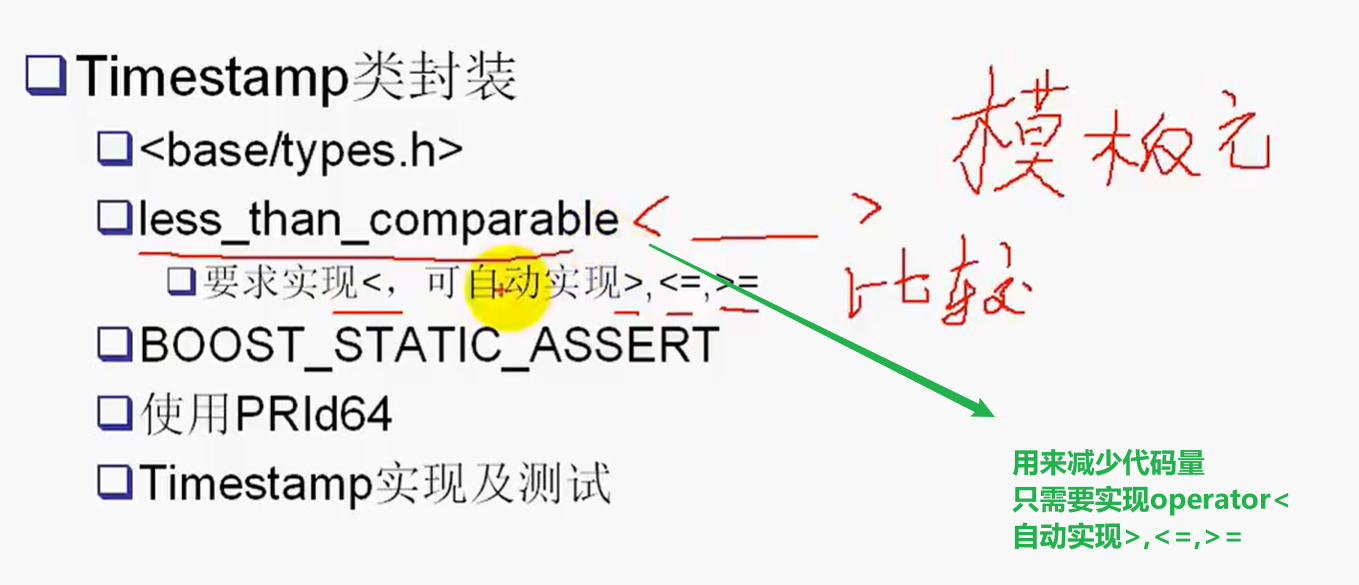 Timestamp类封装
<base/types.h>
less_than_comparable < >
模板元
要求实现<，可自动实现>,<=,>=
比较
BOOST_STATIC_ASSERT
使用PRId64
Timestamp实现及测试
用来减少代码量
只需要实现operator<
自动实现>,<=,>=